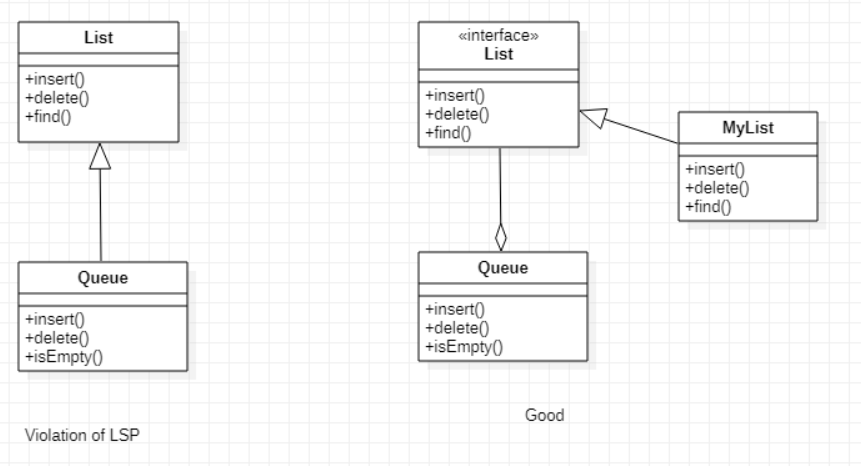 List
+insert()
+delete()
+find()
Queue
+insert()
+delete()
+isEmpty()
Violation of LSP
«interface»
List
+insert()
+delete()
+find()
MyList
+insert()
+delete()
+find()
Queue
+insert()
+delete()
+isEmpty()
Good